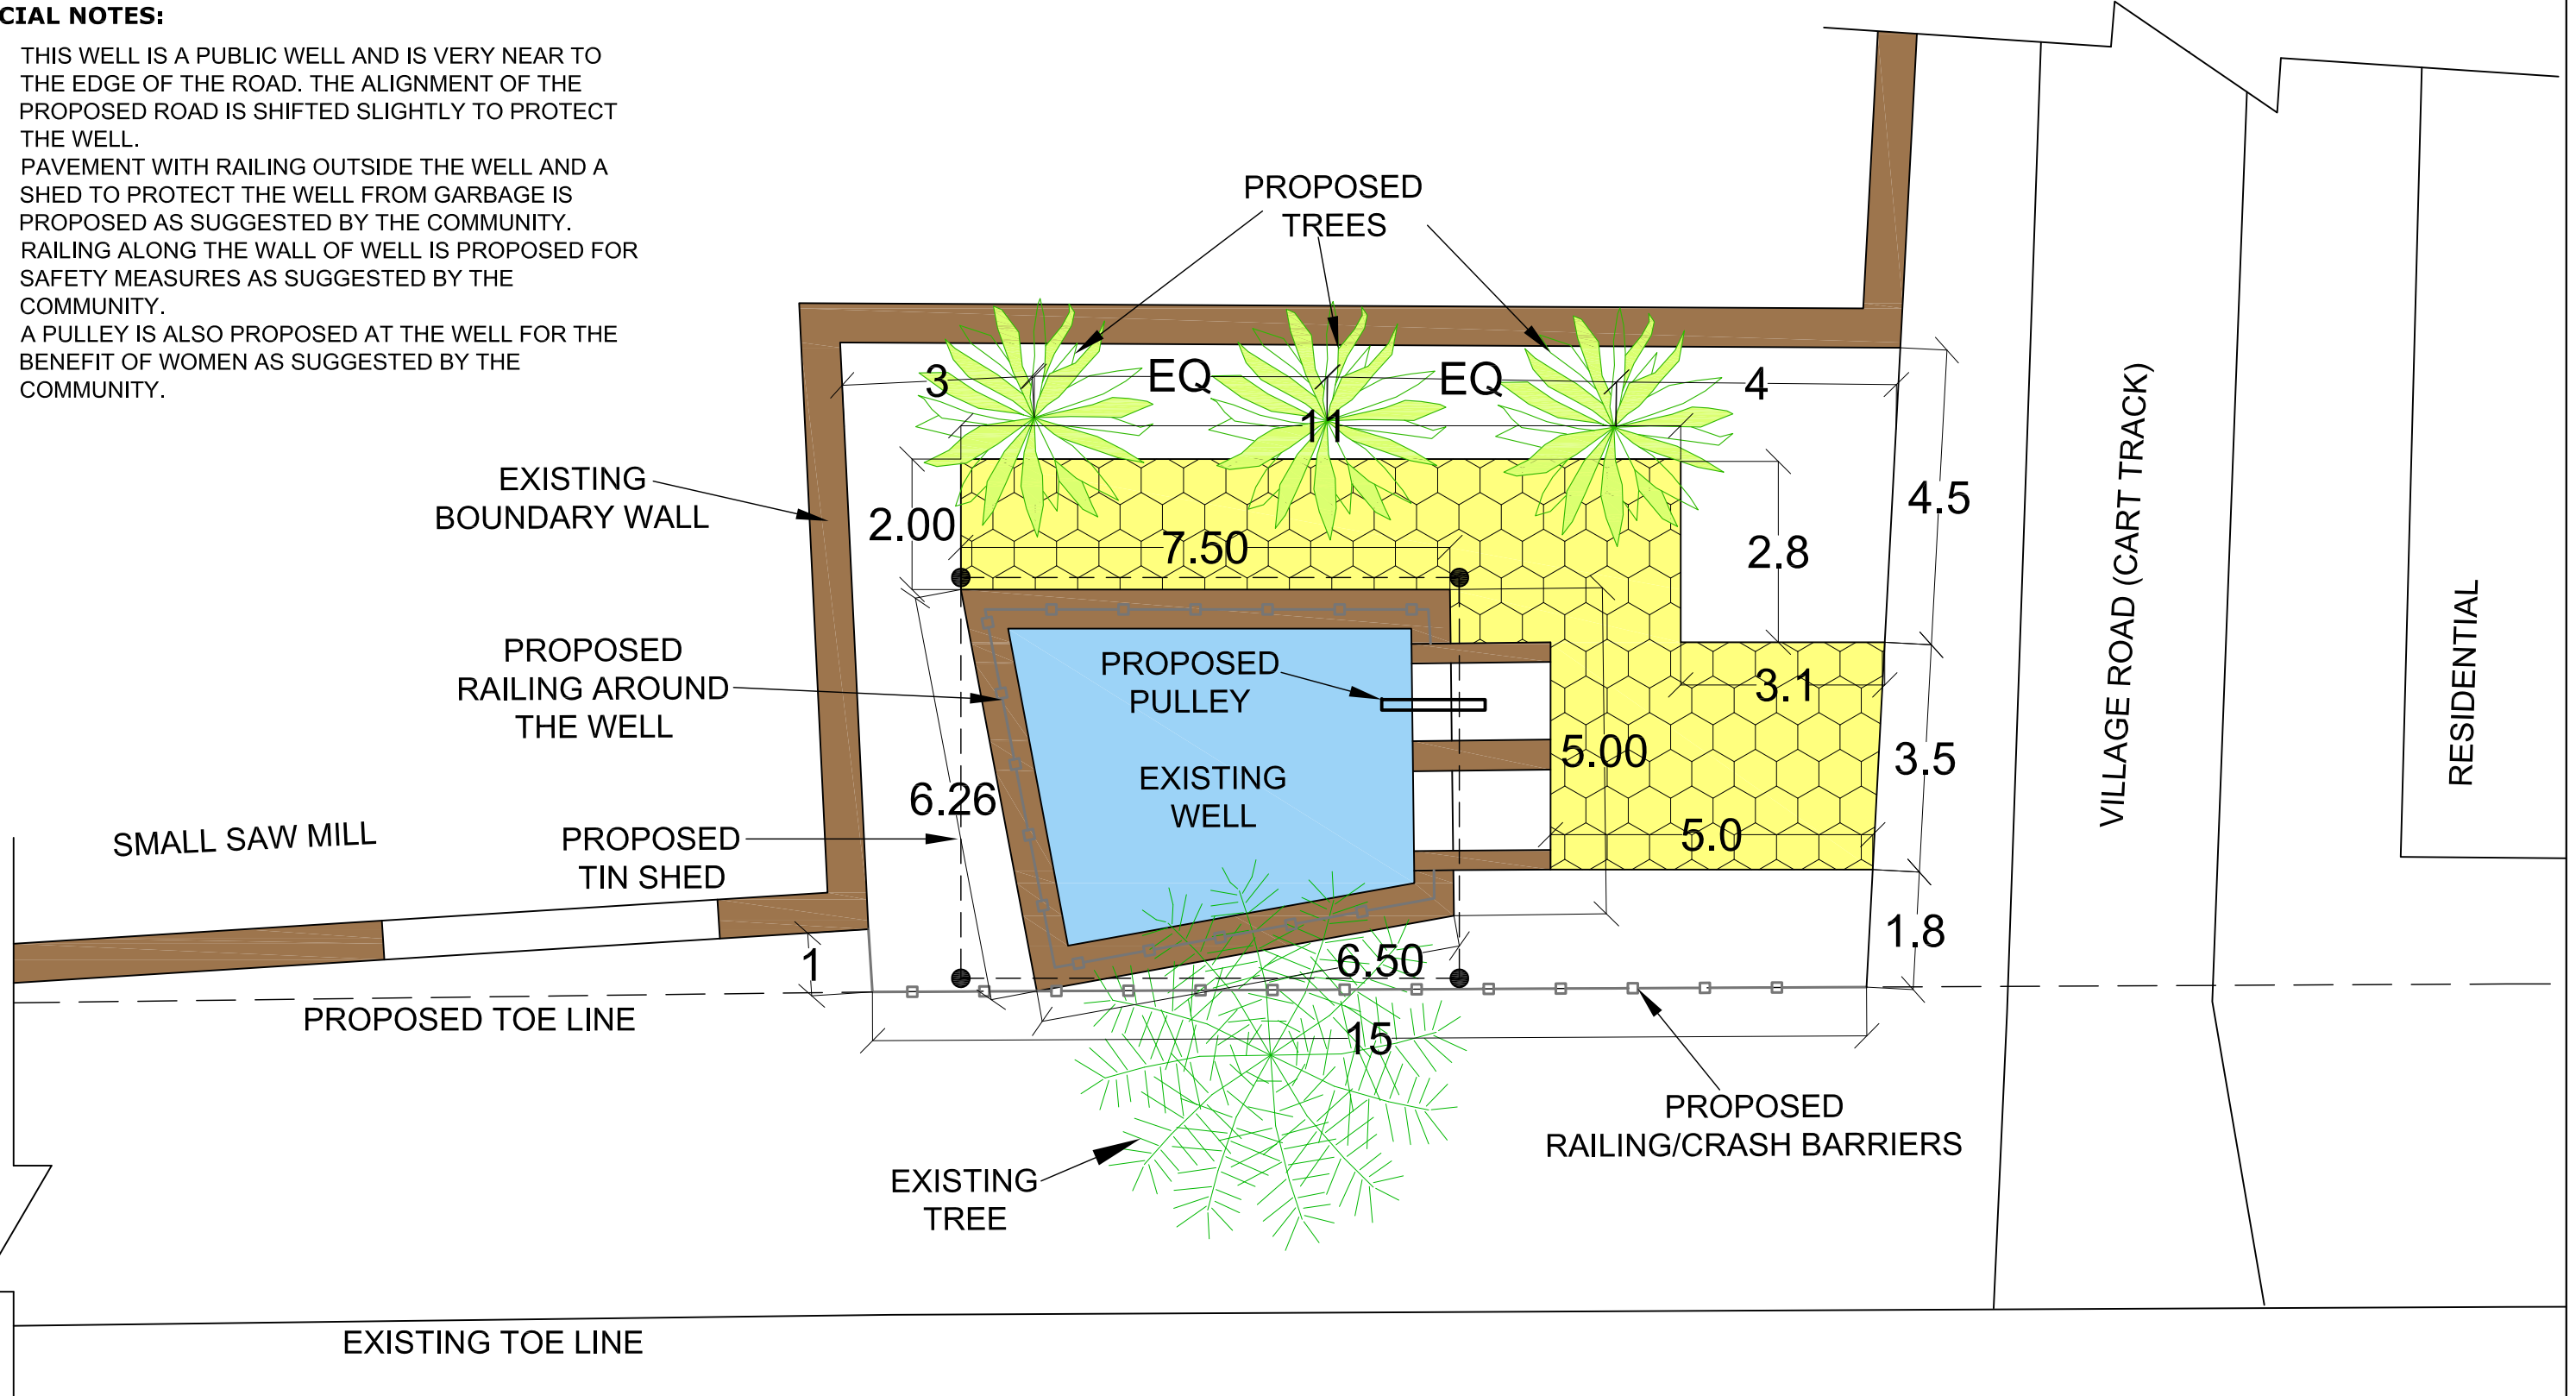 CIAL NOTES:
THIS WELL IS A PUBLIC WELL AND IS VERY NEAR TO
THE EDGE OF THE ROAD. THE ALIGNMENT OF THE
PROPOSED ROAD IS SHIFTED SLIGHTLY TO PROTECT
THE WELL.
PAVEMENT WITH RAILING OUTSIDE THE WELL AND A
SHED TO PROTECT THE WELL FROM GARBAGE IS
PROPOSED AS SUGGESTED BY THE COMMUNITY.
RAILING ALONG THE WALL OF WELL IS PROPOSED FOR
SAFETY MEASURES AS SUGGESTED BY THE
COMMUNITY.
A PULLEY IS ALSO PROPOSED AT THE WELL FOR THE
BENEFIT OF WOMEN AS SUGGESTED BY THE
COMMUNITY.
PROPOSED
TREES
3
EQ
EQ
4
11
EXISTING
BOUNDARY WALL
2.00
7.50
2.8
4.5
PROPOSED
RAILING AROUND
THE WELL
PROPOSED
PULLEY
3.1
5.00
3.5
EXISTING
WELL
6.26
5.0
SMALL SAW MILL
PROPOSED
TIN SHED
1.8
1
6.50
PROPOSED TOE LINE
15
PROPOSED
RAILING/CRASH BARRIERS
EXISTING
TREE
EXISTING TOE LINE
VILLAGE ROAD (CART TRACK)
RESIDENTIAL